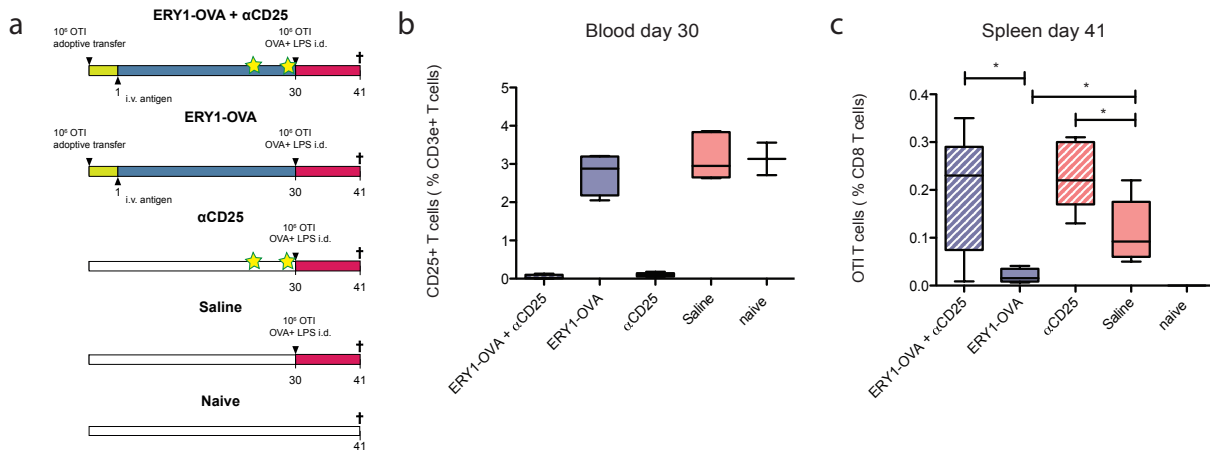 a
ERY1-OVA + αCD25
10⁶ OTI
adoptive transfer
10⁶ OTI
OVA+ LPS i.d.
†
1
i.v. antigen
30
41
ERY1-OVA
10⁶ OTI
adoptive transfer
10⁶ OTI
OVA+ LPS i.d.
†
1
i.v. antigen
30
41
αCD25
10⁶ OTI
OVA+ LPS i.d.
†
30
41
Saline
10⁶ OTI
OVA+ LPS i.d.
†
30
41
Naive
†
41
b
Blood day 30
CD25+ T cells ( % CD3e+ T cells)
5
4
3
2
1
0
ERY1-OVA + αCD25
ERY1-OVA
αCD25
Saline
naive
c
Spleen day 41
OTI T cells (% CD8 T cells)
0.4
0.3
0.2
0.1
0.0
*
*
*
ERY1-OVA + αCD25
ERY1-OVA
αCD25
Saline
naive